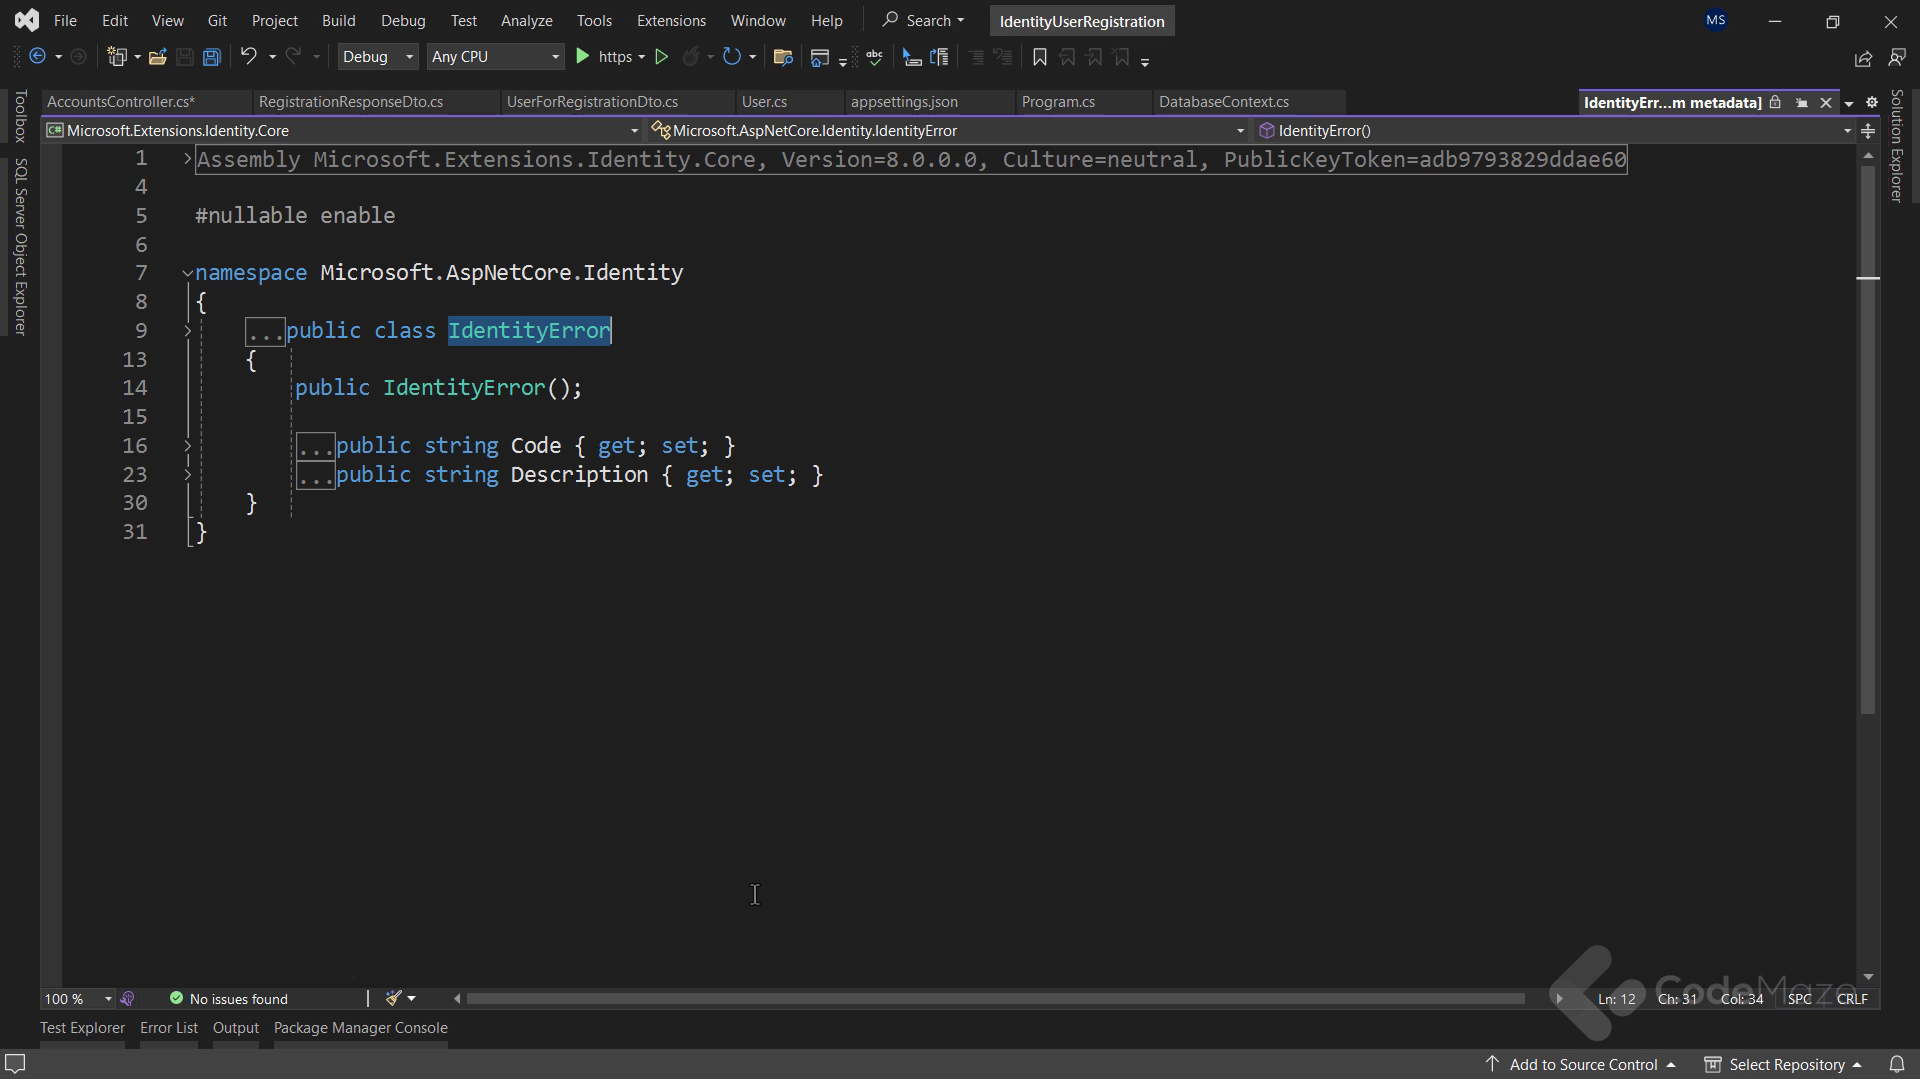 File Edit View Git Project Build Debug Test Analyze Tools Extensions Window Help Search IdentityUserRegistration MS
Debug Any CPU https abc
AccountsController.cs* RegistrationResponseDto.cs UserForRegistrationDto.cs User.cs appsettings.json Program.cs DatabaseContext.cs IdentityErr...m metadata]
C# Microsoft.Extensions.Identity.Core Microsoft.AspNetCore.Identity.IdentityError IdentityError()
Toolbox
SQL Server Object Explorer
Solution Explorer
1 Assembly Microsoft.Extensions.Identity.Core, Version=8.0.0.0, Culture=neutral, PublicKeyToken=adb9793829ddae60
4
5 #nullable enable
6
7 namespace Microsoft.AspNetCore.Identity
8 {
9 ...public class IdentityError
13 {
14 public IdentityError();
15
16 ...public string Code { get; set; }
23 ...public string Description { get; set; }
30 }
31 }
CodeMaze
100 % No issues found Ln: 12 Ch: 31 Col: 34 SPC CRLF
Test Explorer Error List Output Package Manager Console
Add to Source Control Select Repository